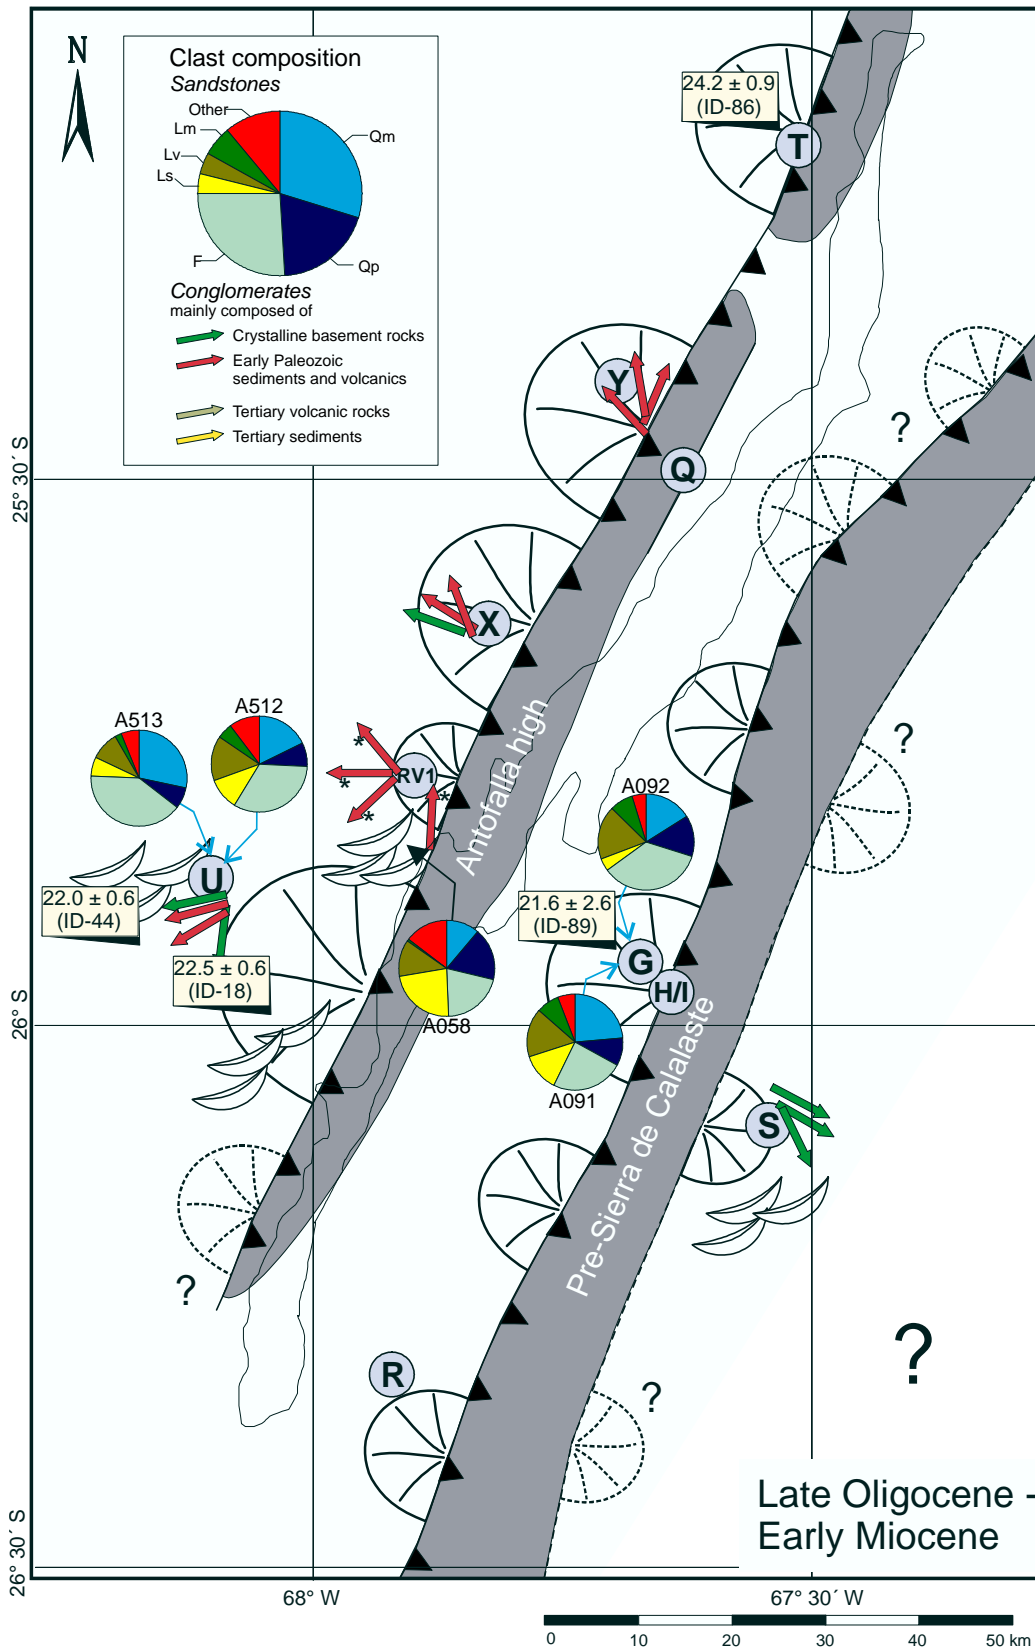 N
Clast composition
Sandstones
Other
Lm
Lv
Ls
Qm
F
Qp
Conglomerates
mainly composed of
Crystalline basement rocks
Early Paleozoic
sediments and volcanics
Tertiary volcanic rocks
Tertiary sediments
24.2 ± 0.9
(ID-86)
T
Y
?
Q
25° 30´ S
X
Antofalla high
A513
A512
RV1
*
*
*
*
?
A092
U
22.0 ± 0.6
(ID-44)
21.6 ± 2.6
(ID-89)
22.5 ± 0.6
(ID-18)
G
H/I
A058
26° S
A091
S
Pre-Sierra de Calalaste
?
?
R
?
Late Oligocene -
Early Miocene
26° 30´ S
68° W
67° 30´ W
0 10 20 30 40 50 km